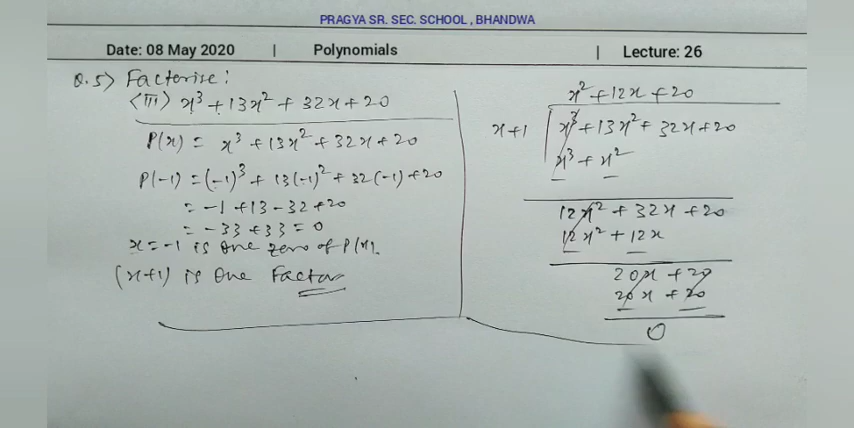 PRAGYA SR. SEC. SCHOOL , BHANDWA
Date: 08 May 2020 | Polynomials | Lecture: 26
Q.5) Factorise:
(iii) x³ + 13x² + 32x + 20
P(x) = x³ + 13x² + 32x + 20
P(-1) = (-1)³ + 13(-1)² + 32(-1) + 20
= -1 + 13 - 32 + 20
= -33 + 33 = 0
x = -1 is one zero of P(x).
(x+1) is one Factor
x² + 12x + 20
x+1 x³ + 13x² + 32x + 20
x³ + x²
12x² + 32x + 20
12x² + 12x
20x + 20
20x + 20
0